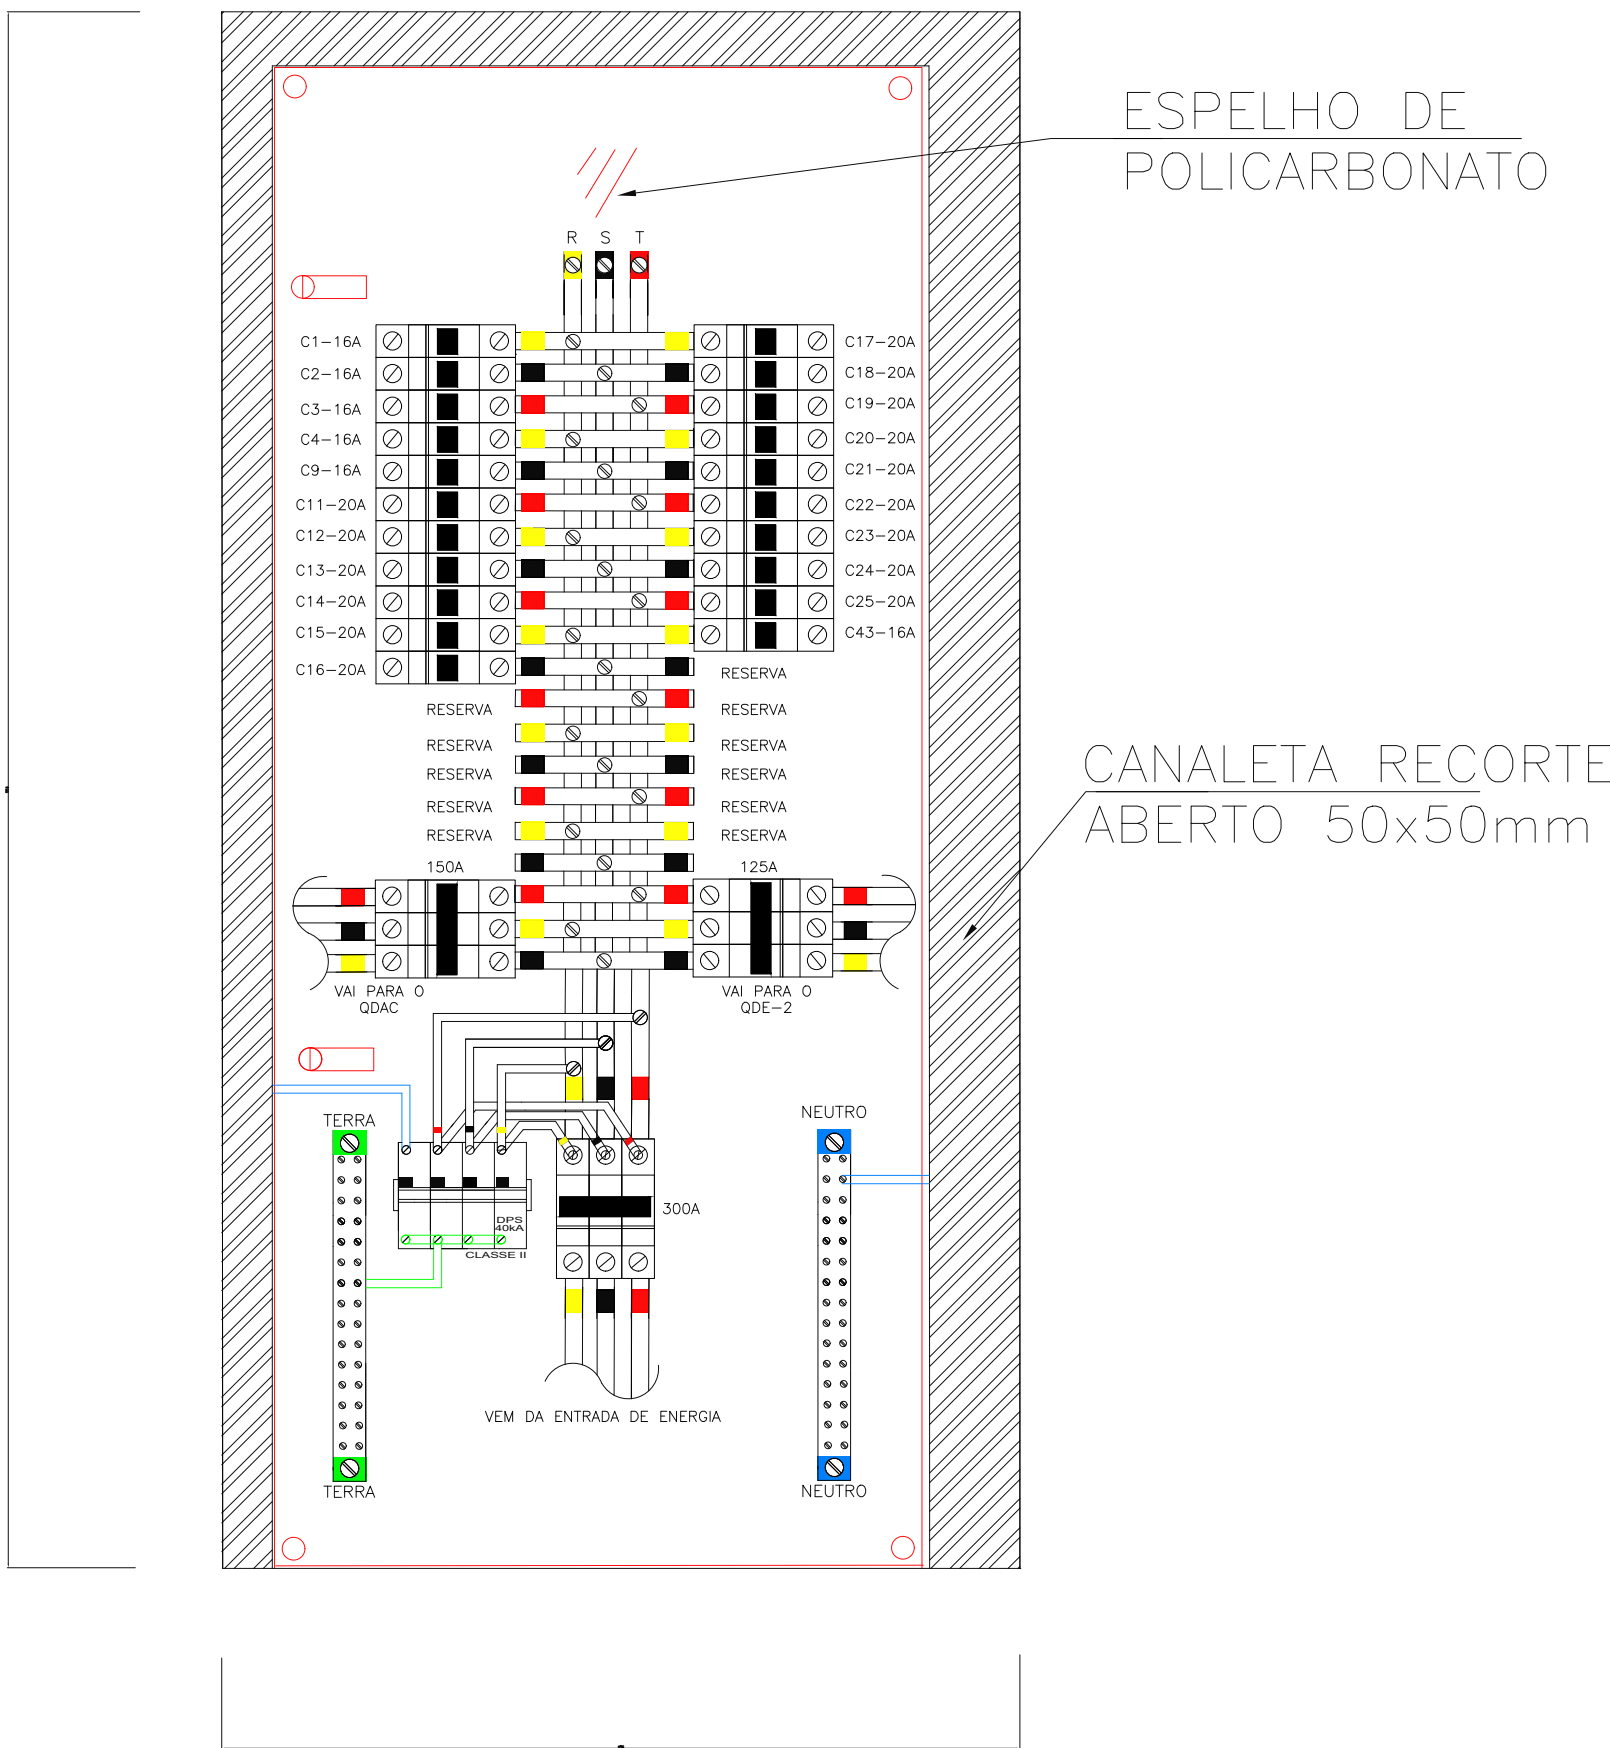 ESPELHO DE
POLICARBONATO
R S T
C1-16A
C17-20A
C2-16A
C18-20A
C3-16A
C19-20A
C4-16A
C20-20A
C9-16A
C21-20A
C11-20A
C22-20A
C12-20A
C23-20A
C13-20A
C24-20A
C14-20A
C25-20A
C15-20A
C43-16A
C16-20A
RESERVA
RESERVA
RESERVA
RESERVA
RESERVA
RESERVA
RESERVA
RESERVA
RESERVA
RESERVA
RESERVA
CANALETA RECORTE
ABERTO 50x50mm
150A
125A
VAI PARA O
QDAC
VAI PARA O
QDE-2
TERRA
NEUTRO
300A
DPS
40kA
CLASSE II
VEM DA ENTRADA DE ENERGIA
TERRA
NEUTRO